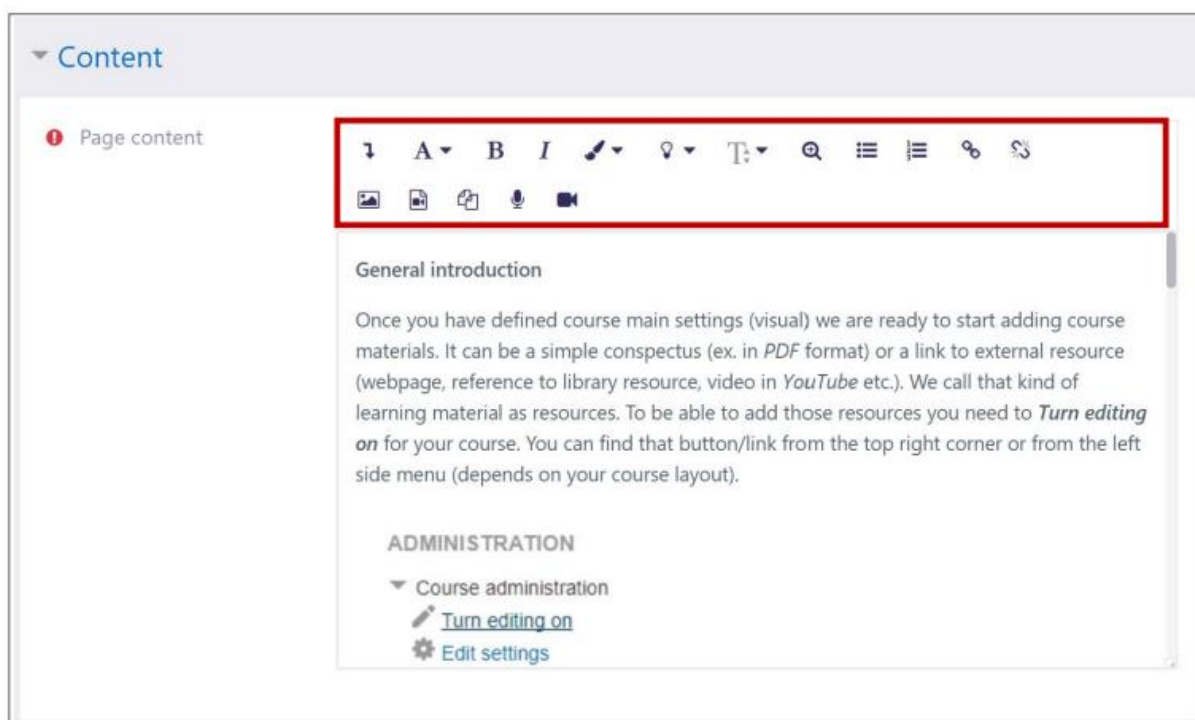 Content
Page content
A B I T
General introduction
Once you have defined course main settings (visual) we are ready to start adding course
materials. It can be a simple conspectus (ex. in PDF format) or a link to external resource
(webpage, reference to library resource, video in YouTube etc.). We call that kind of
learning material as resources. To be able to add those resources you need to Turn editing
on for your course. You can find that button/link from the top right corner or from the left
side menu (depends on your course layout).
ADMINISTRATION
Course administration
Turn editing on
Edit settings